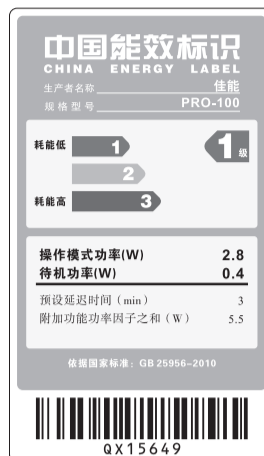 中国能效标识
CHINA ENERGY LABEL
生产者名称 佳能
规格型号 PRO-100
耗能低 1
1级
2
耗能高 3
操作模式功率(W) 2.8
待机功率(W) 0.4
预设延迟时间（min） 3
附加功能功率因子之和（W） 5.5
依据国家标准：GB 25956-2010
QX15649